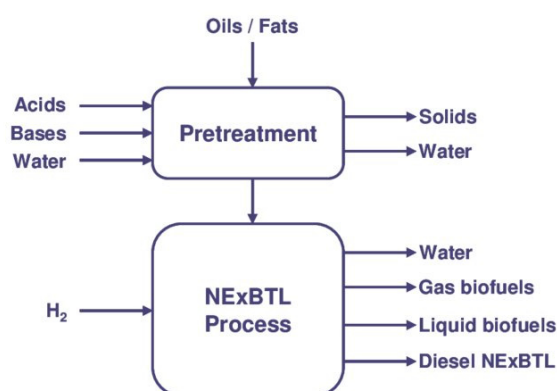 Oils / Fats
Acids
Bases
Water
Pretreatment
Solids
Water
H₂
NExBTL
Process
Water
Gas biofuels
Liquid biofuels
Diesel NExBTL